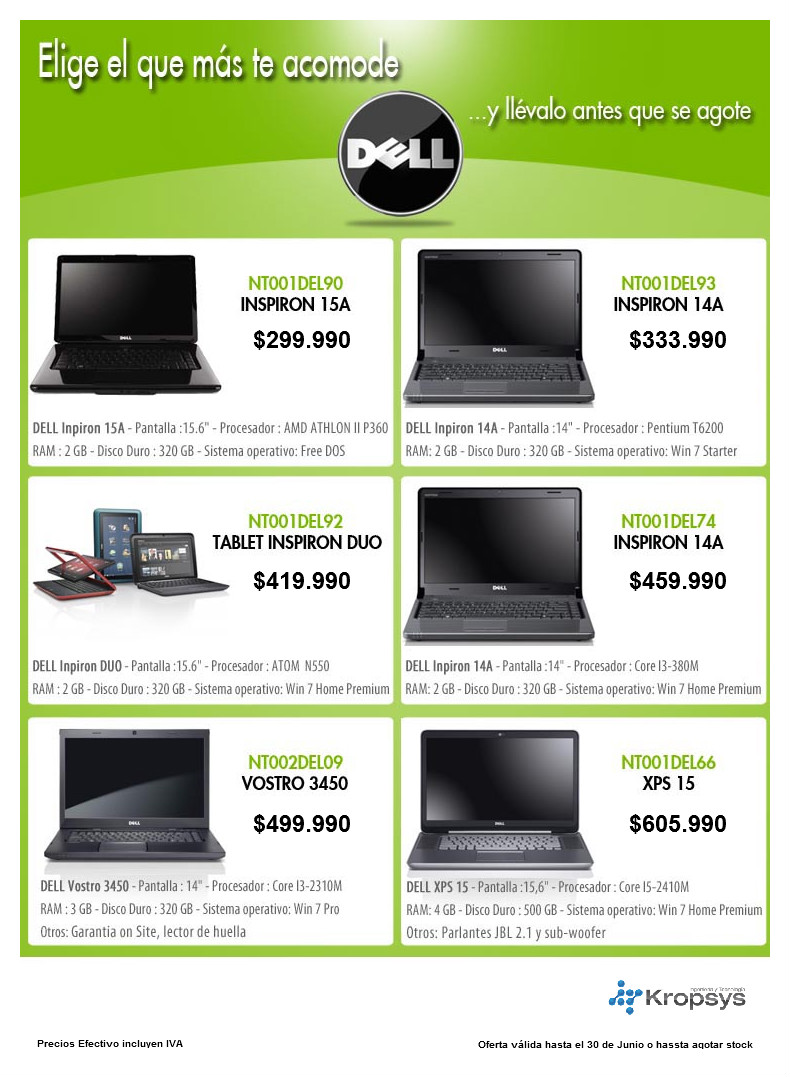 Elige el que más te acomode
...y llévalo antes que se agote
DELL
NT001DEL90
INSPIRON 15A
$299.990
DELL Inpiron 15A - Pantalla :15.6" - Procesador : AMD ATHLON II P360
RAM : 2 GB - Disco Duro : 320 GB - Sistema operativo: Free DOS
NT001DEL93
INSPIRON 14A
$333.990
DELL Inpiron 14A - Pantalla :14" - Procesador : Pentium T6200
RAM: 2 GB - Disco Duro : 320 GB - Sistema operativo: Win 7 Starter
NT001DEL92
TABLET INSPIRON DUO
$419.990
DELL Inpiron DUO - Pantalla :15.6" - Procesador : ATOM N550
RAM : 2 GB - Disco Duro : 320 GB - Sistema operativo: Win 7 Home Premium
NT001DEL74
INSPIRON 14A
$459.990
DELL Inpiron 14A - Pantalla :14" - Procesador : Core I3-380M
RAM: 2 GB - Disco Duro : 320 GB - Sistema operativo: Win 7 Home Premium
NT002DEL09
VOSTRO 3450
$499.990
DELL Vostro 3450 - Pantalla : 14" - Procesador : Core I3-2310M
RAM : 3 GB - Disco Duro : 320 GB - Sistema operativo: Win 7 Pro
Otros: Garantia on Site, lector de huella
NT001DEL66
XPS 15
$605.990
DELL XPS 15 - Pantalla :15,6" - Procesador : Core I5-2410M
RAM: 4 GB - Disco Duro : 500 GB - Sistema operativo: Win 7 Home Premium
Otros: Parlantes JBL 2.1 y sub-woofer
Ingeniería y Tecnología
Kropsys
Precios Efectivo incluyen IVA
Oferta válida hasta el 30 de Junio o hassta agotar stock